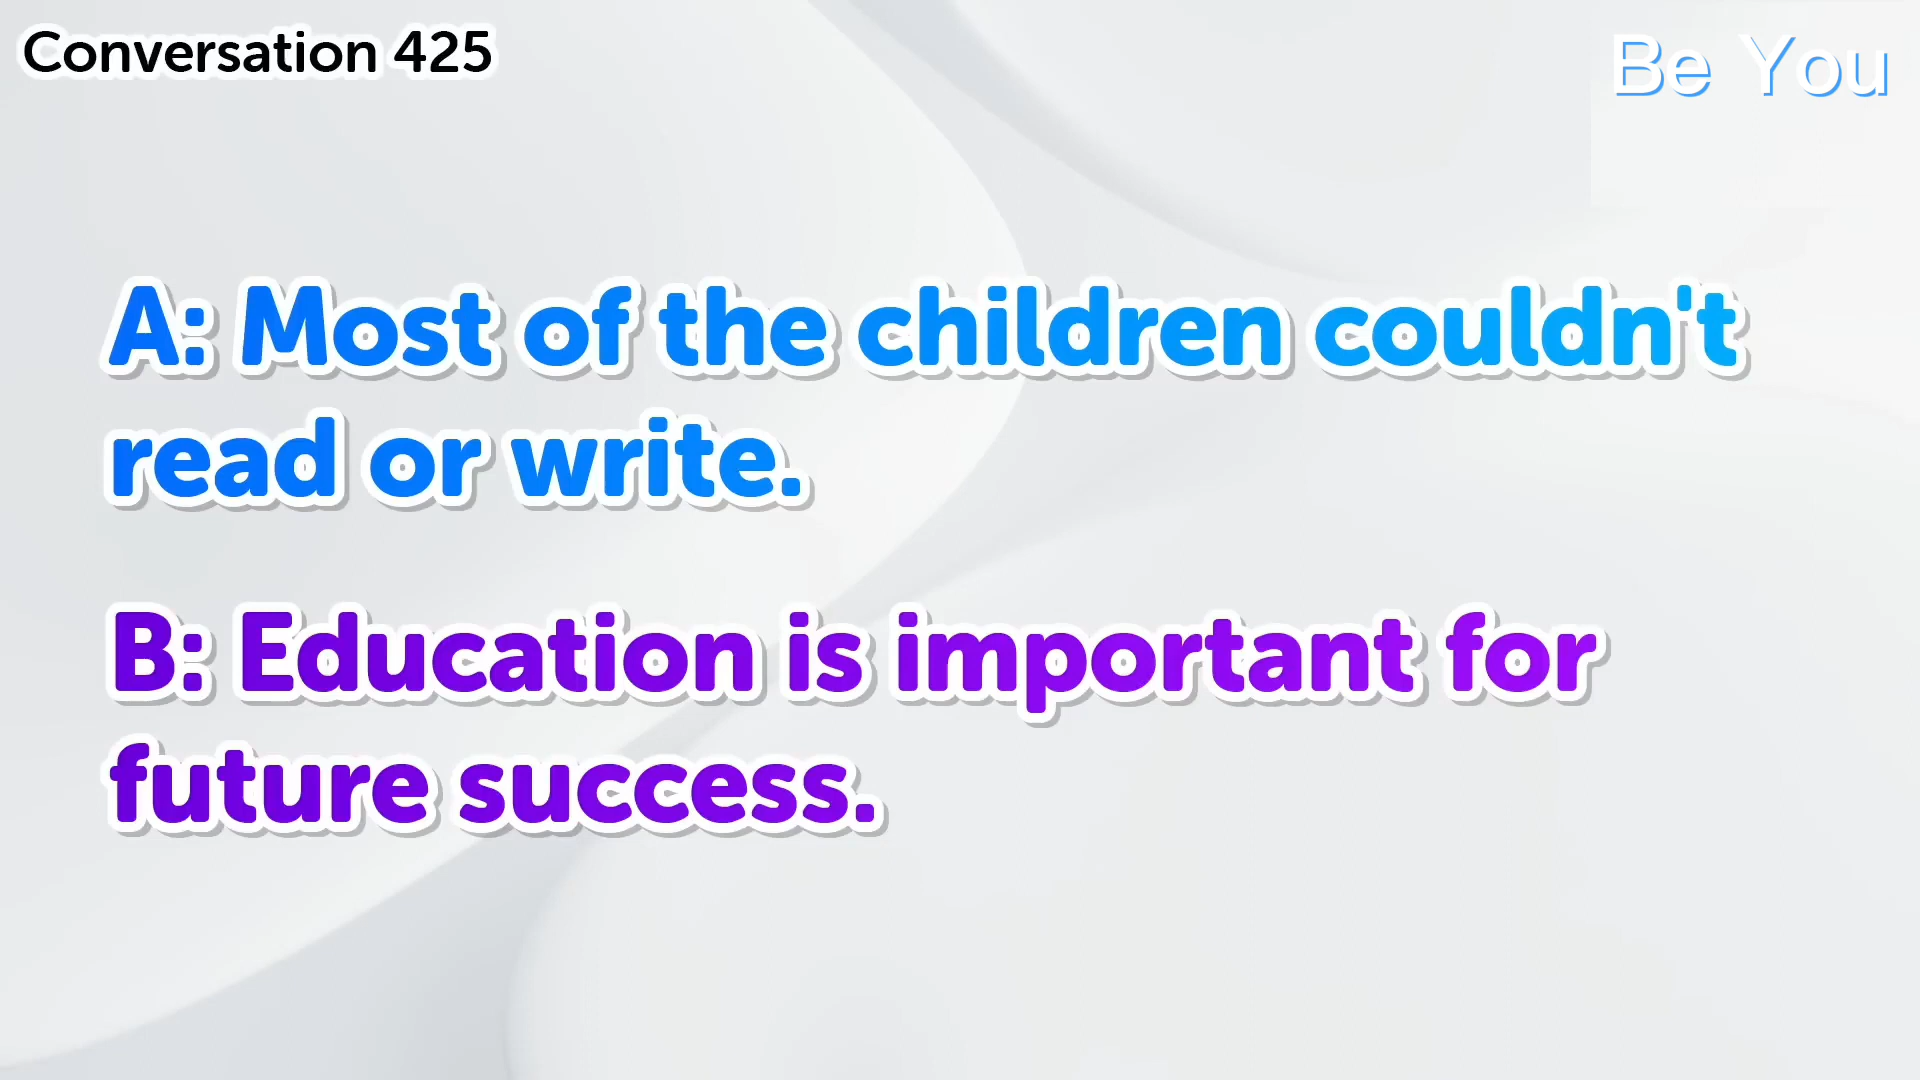 Conversation 425
Be You
A: Most of the children couldn't
read or write.
B: Education is important for
future success.